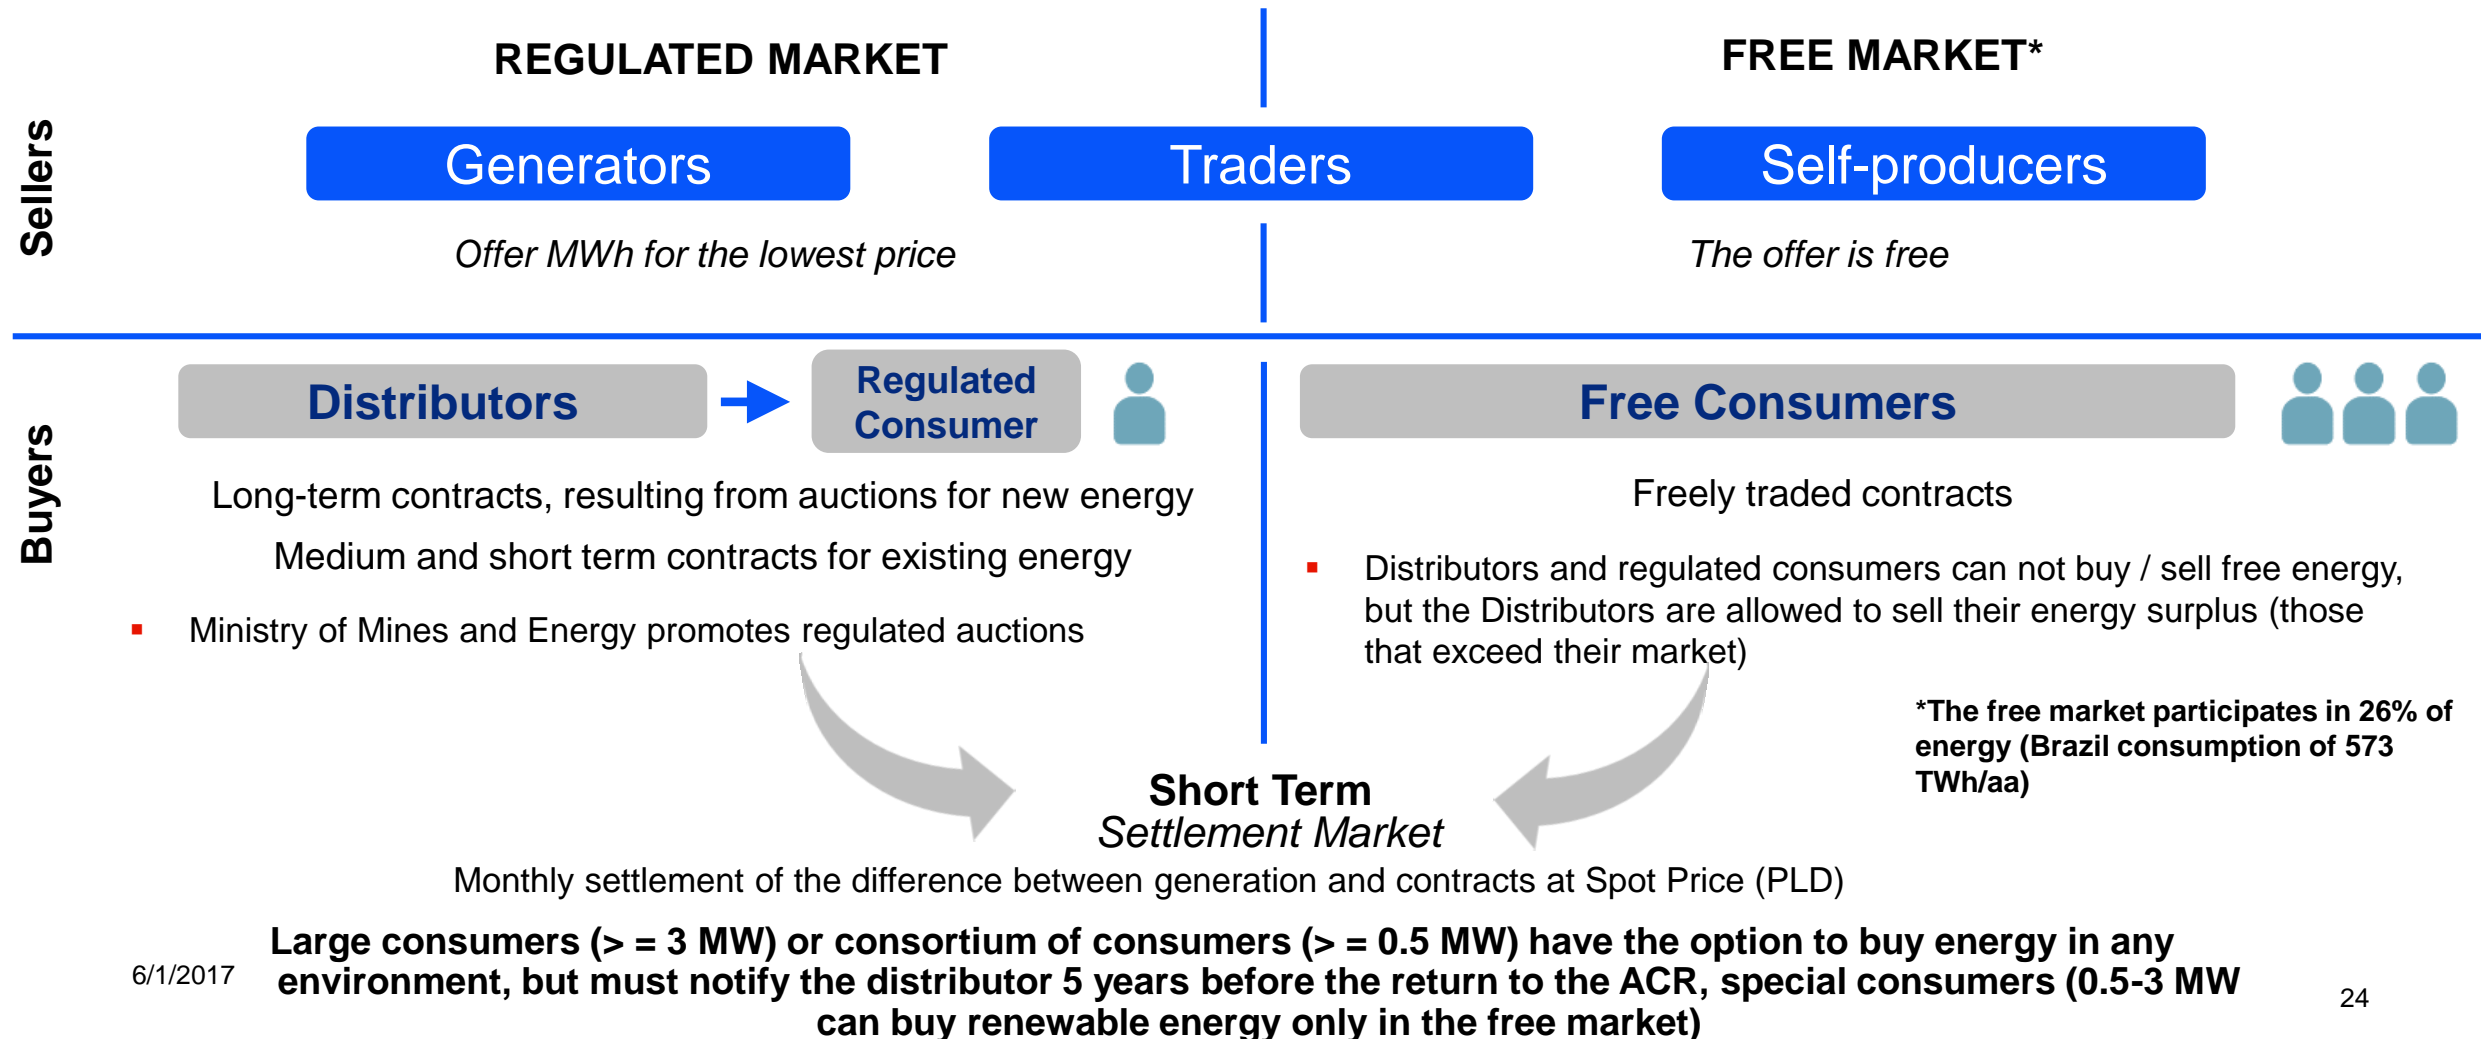 REGULATED MARKET
FREE MARKET*
Sellers
Generators
Traders
Self-producers
Offer MWh for the lowest price
The offer is free
Buyers
Distributors
Regulated
Consumer
Free Consumers
Long-term contracts, resulting from auctions for new energy
Medium and short term contracts for existing energy
▪ Ministry of Mines and Energy promotes regulated auctions
Freely traded contracts
▪ Distributors and regulated consumers can not buy / sell free energy,
but the Distributors are allowed to sell their energy surplus (those
that exceed their market)
*The free market participates in 26% of
energy (Brazil consumption of 573
TWh/aa)
Short Term
Settlement Market
Monthly settlement of the difference between generation and contracts at Spot Price (PLD)
Large consumers (> = 3 MW) or consortium of consumers (> = 0.5 MW) have the option to buy energy in any
environment, but must notify the distributor 5 years before the return to the ACR, special consumers (0.5-3 MW
can buy renewable energy only in the free market)
6/1/2017
24